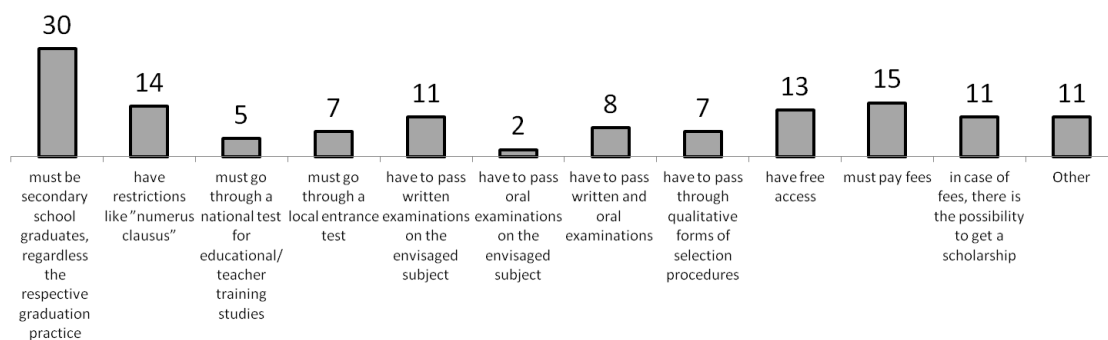 30
14
5
7
11
2
8
7
13
15
11
11
must be
secondary
school
graduates,
regardless
the
respective
graduation
practice
have
restrictions
like "numerus
clausus"
must go
through a
national test
for
educational/
teacher
training
studies
must go
through a
local entrance
test
have to pass
written
examinations
on the
envisaged
subject
have to pass
oral
examinations
on the
envisaged
subject
have to pass
written and
oral
examinations
have to pass
through
qualitative
forms of
selection
procedures
have free
access
must pay fees
in case of
fees, there is
the possibility
to get a
scholarship
Other